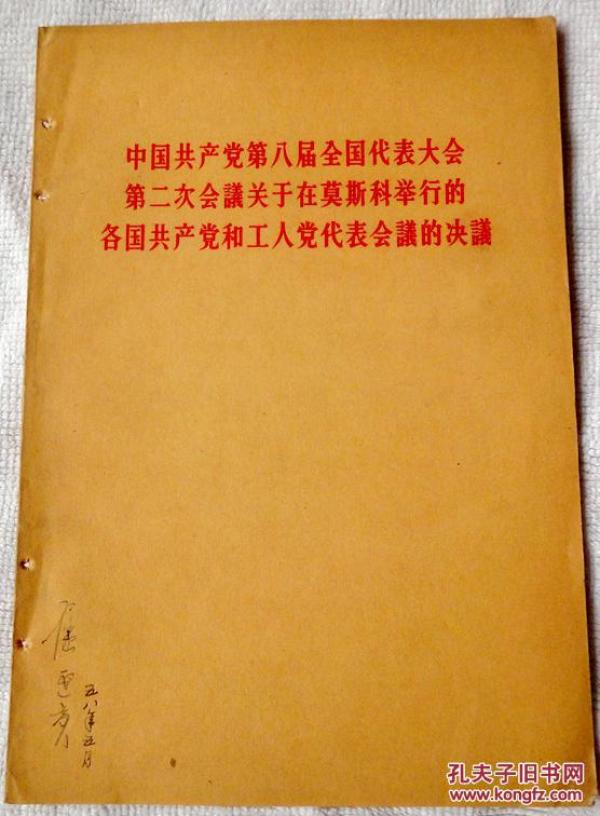 中国共产党第八届全国代表大会
第二次会議关于在莫斯科举行的
各国共产党和工人党代表会議的决議
五八年五月
孔夫子旧书网
www.kongfz.com